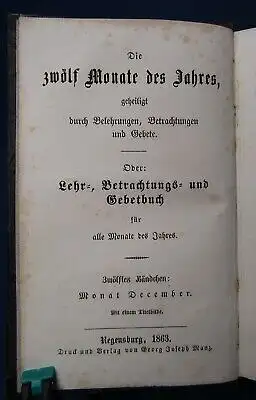 Die
zwölf Monate des Jahres,
geheiligt
durch Belehrungen, Betrachtungen
und Gebete.
Oder:
Lehr-, Betrachtungs- und
Gebetbuch
für
alle Monate des Jahres.
Zwölftes Bändchen:
Monat December.
Mit einem Titelbilde.
Regensburg, 1863.
Druck und Verlag von Georg Joseph Manz.